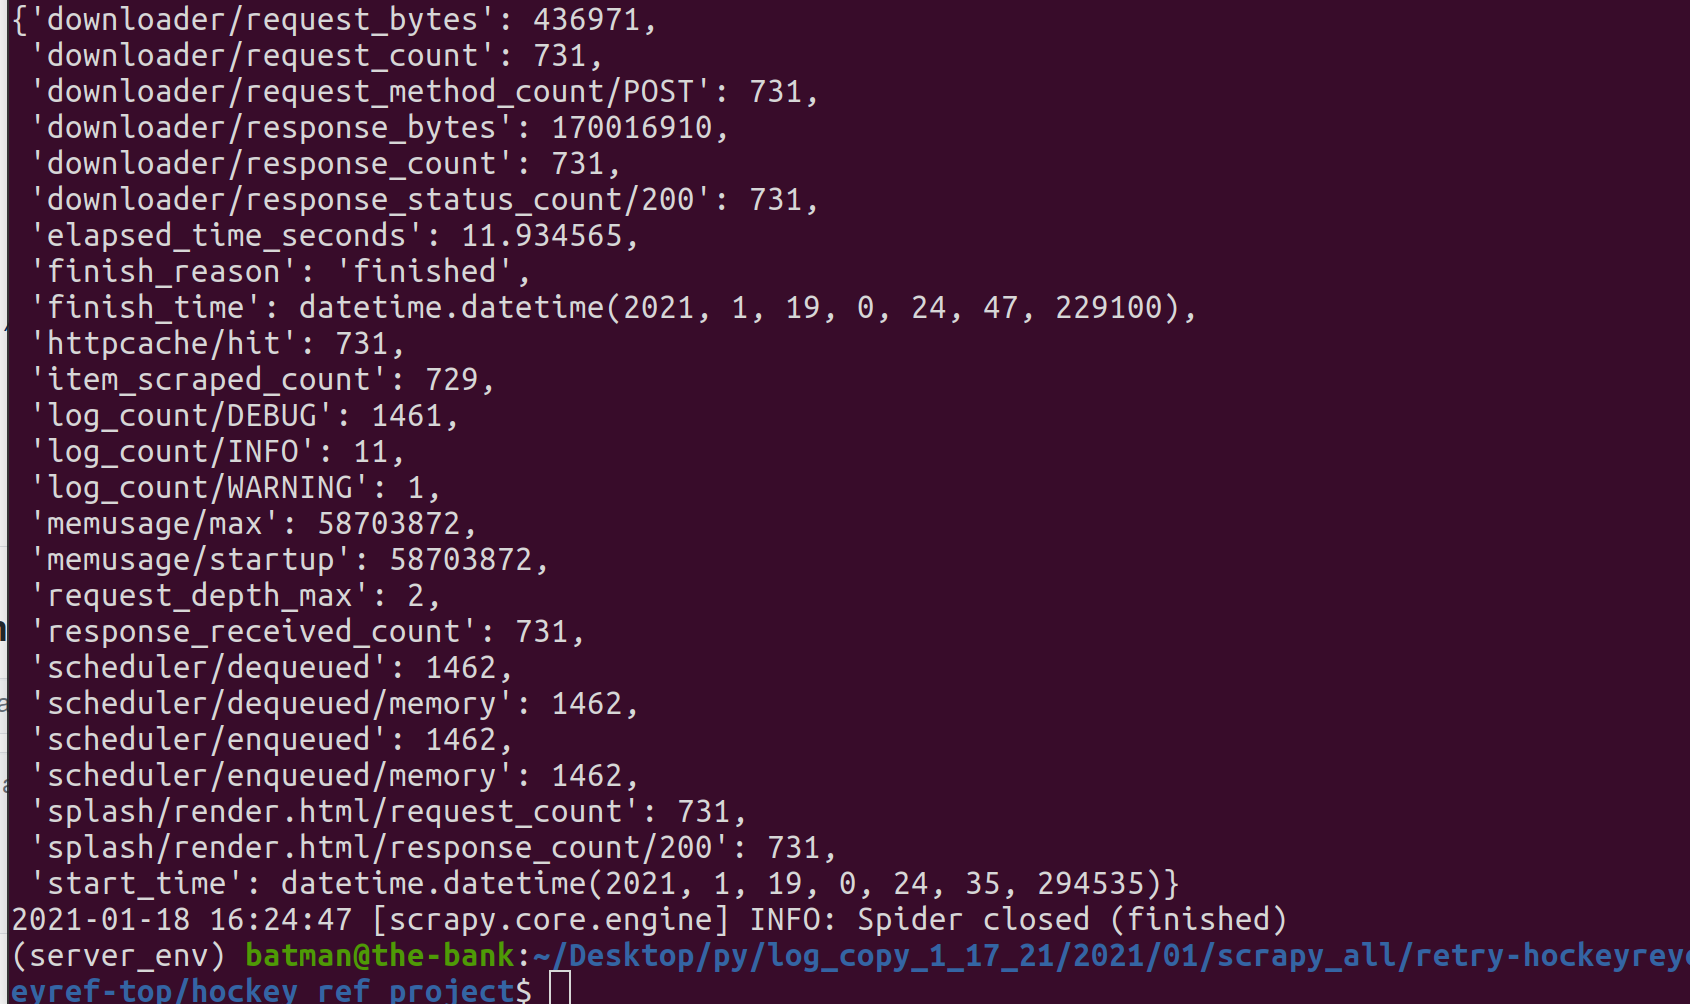 {'downloader/request_bytes': 436971,
'downloader/request_count': 731,
'downloader/request_method_count/POST': 731,
'downloader/response_bytes': 170016910,
'downloader/response_count': 731,
'downloader/response_status_count/200': 731,
'elapsed_time_seconds': 11.934565,
'finish_reason': 'finished',
'finish_time': datetime.datetime(2021, 1, 19, 0, 24, 47, 229100),
'httpcache/hit': 731,
'item_scraped_count': 729,
'log_count/DEBUG': 1461,
'log_count/INFO': 11,
'log_count/WARNING': 1,
'memusage/max': 58703872,
'memusage/startup': 58703872,
'request_depth_max': 2,
'response_received_count': 731,
'scheduler/dequeued': 1462,
'scheduler/dequeued/memory': 1462,
'scheduler/enqueued': 1462,
'scheduler/enqueued/memory': 1462,
'splash/render.html/request_count': 731,
'splash/render.html/response_count/200': 731,
'start_time': datetime.datetime(2021, 1, 19, 0, 24, 35, 294535)}
2021-01-18 16:24:47 [scrapy.core.engine] INFO: Spider closed (finished)
(server_env) batman@the-bank:~/Desktop/py/log_copy_1_17_21/2021/01/scrapy_all/retry-hockeyreye
eyref-top/hockey_ref_project$